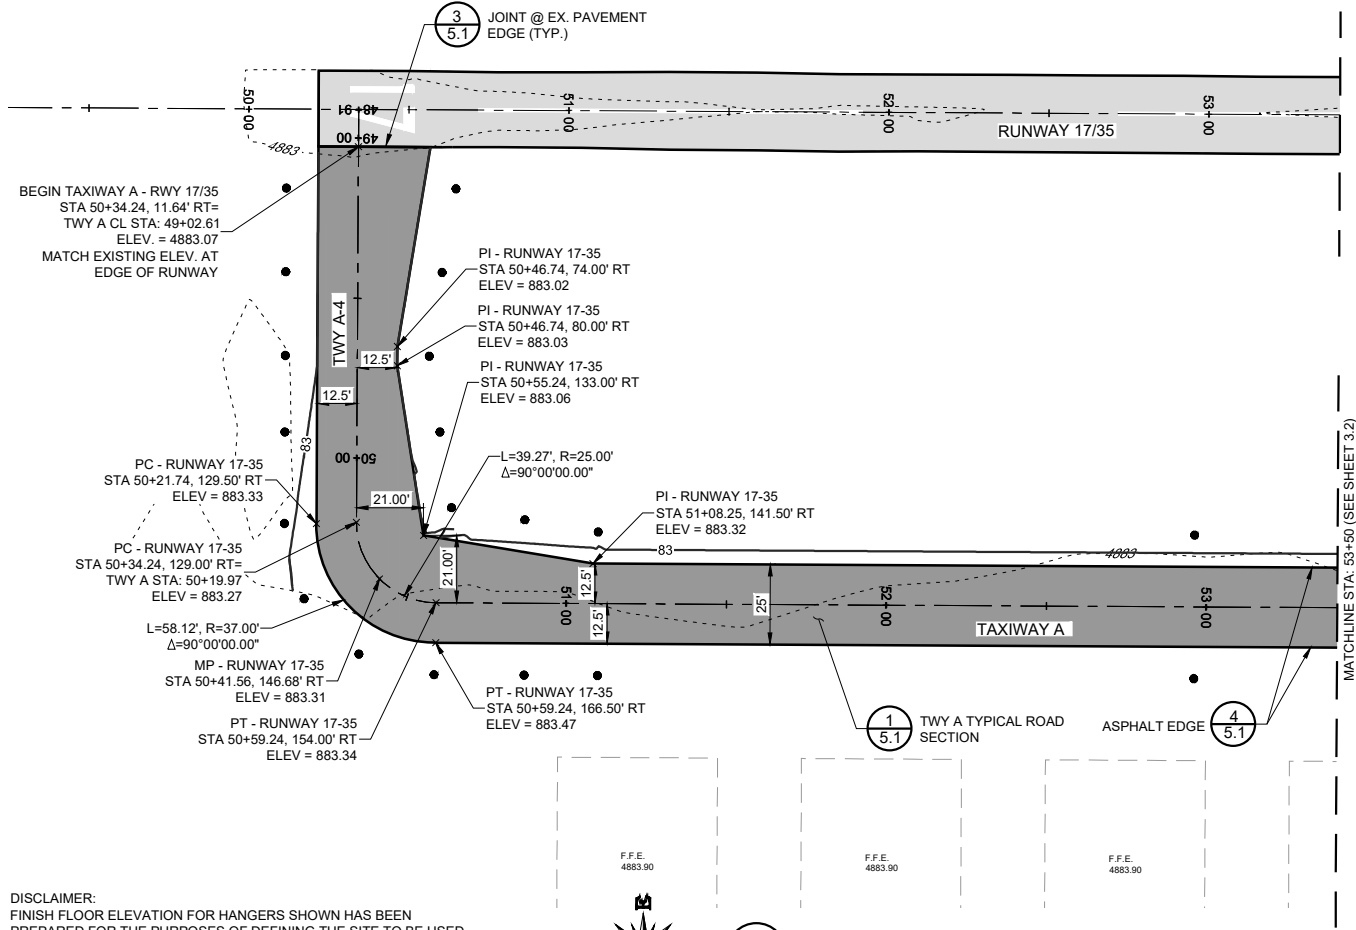 3
5.1
JOINT @ EX. PAVEMENT
EDGE (TYP.)
50+00
48+91
49+00
17
51+00
52+00
53+00
RUNWAY 17/35
4883
BEGIN TAXIWAY A - RWY 17/35
STA 50+34.24, 11.64' RT=
TWY A CL STA: 49+02.61
ELEV. = 4883.07
MATCH EXISTING ELEV. AT
EDGE OF RUNWAY
PI - RUNWAY 17-35
STA 50+46.74, 74.00' RT
ELEV = 883.02
PI - RUNWAY 17-35
STA 50+46.74, 80.00' RT
ELEV = 883.03
PI - RUNWAY 17-35
STA 50+55.24, 133.00' RT
ELEV = 883.06
TWY A-4
12.5'
12.5'
83
50+00
L=39.27', R=25.00'
Δ=90°00'00.00"
PC - RUNWAY 17-35
STA 50+21.74, 129.50' RT
ELEV = 883.33
21.00'
PI - RUNWAY 17-35
STA 51+08.25, 141.50' RT
ELEV = 883.32
PC - RUNWAY 17-35
STA 50+34.24, 129.00' RT=
TWY A STA: 50+19.97
ELEV = 883.27
83
4883
21.00'
12.5'
12.5'
25'
51+00
52+00
53+00
TAXIWAY A
MATCHLINE STA: 53+50 (SEE SHEET 3.2)
L=58.12', R=37.00'
Δ=90°00'00.00"
MP - RUNWAY 17-35
STA 50+41.56, 146.68' RT
ELEV = 883.31
PT - RUNWAY 17-35
STA 50+59.24, 154.00' RT
ELEV = 883.34
PT - RUNWAY 17-35
STA 50+59.24, 166.50' RT
ELEV = 883.47
1
5.1
TWY A TYPICAL ROAD
SECTION
ASPHALT EDGE
4
5.1
F.F.E.
4883.90
F.F.E.
4883.90
F.F.E.
4883.90
DISCLAIMER:
FINISH FLOOR ELEVATION FOR HANGERS SHOWN HAS BEEN
PREPARED FOR THE PURPOSES OF DEFINING THE SITE TO BE USED
E